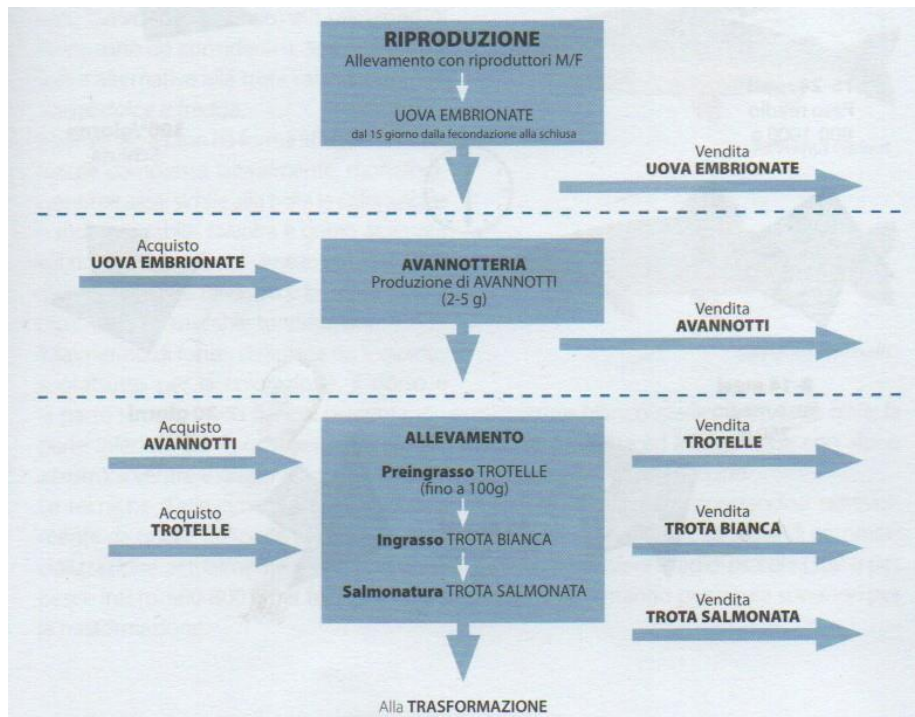 RIPRODUZIONE
Allevamento con riproduttori M/F
UOVA EMBRIONATE
dal 15 giorno dalla fecondazione alla schiusa
Vendita
UOVA EMBRIONATE
Acquisto
UOVA EMBRIONATE
AVANNOTTERIA
Produzione di AVANNOTTI
(2-5 g)
Vendita
AVANNOTTI
Acquisto
AVANNOTTI
Acquisto
TROTELLE
ALLEVAMENTO
Preingrasso TROTELLE
(fino a 100g)
Ingrasso TROTA BIANCA
Salmonatura TROTA SALMONATA
Vendita
TROTELLE
Vendita
TROTA BIANCA
Vendita
TROTA SALMONATA
Alla TRASFORMAZIONE